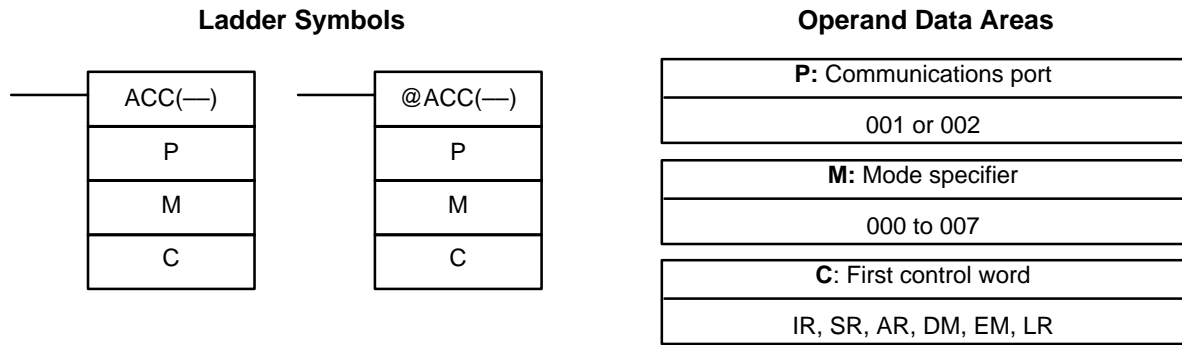 Ladder Symbols
ACC(—)
P
M
C
@ACC(—)
P
M
C
Operand Data Areas
P: Communications port
001 or 002
M: Mode specifier
000 to 007
C: First control word
IR, SR, AR, DM, EM, LR